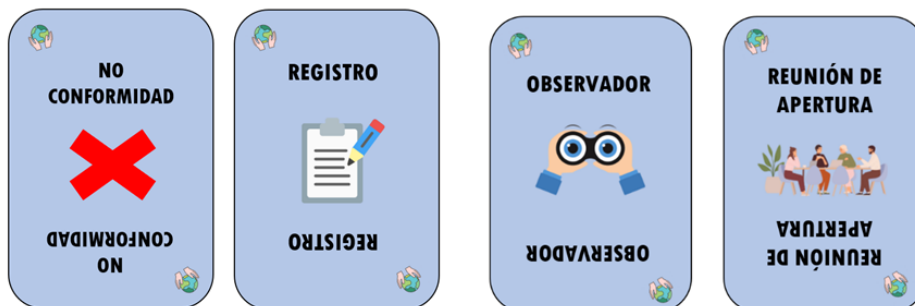 NO
CONFORMIDAD
NO
CONFORMIDAD
REGISTRO
REGISTRO
OBSERVADOR
OBSERVADOR
REUNIÓN DE
APERTURA
REUNIÓN DE
APERTURA